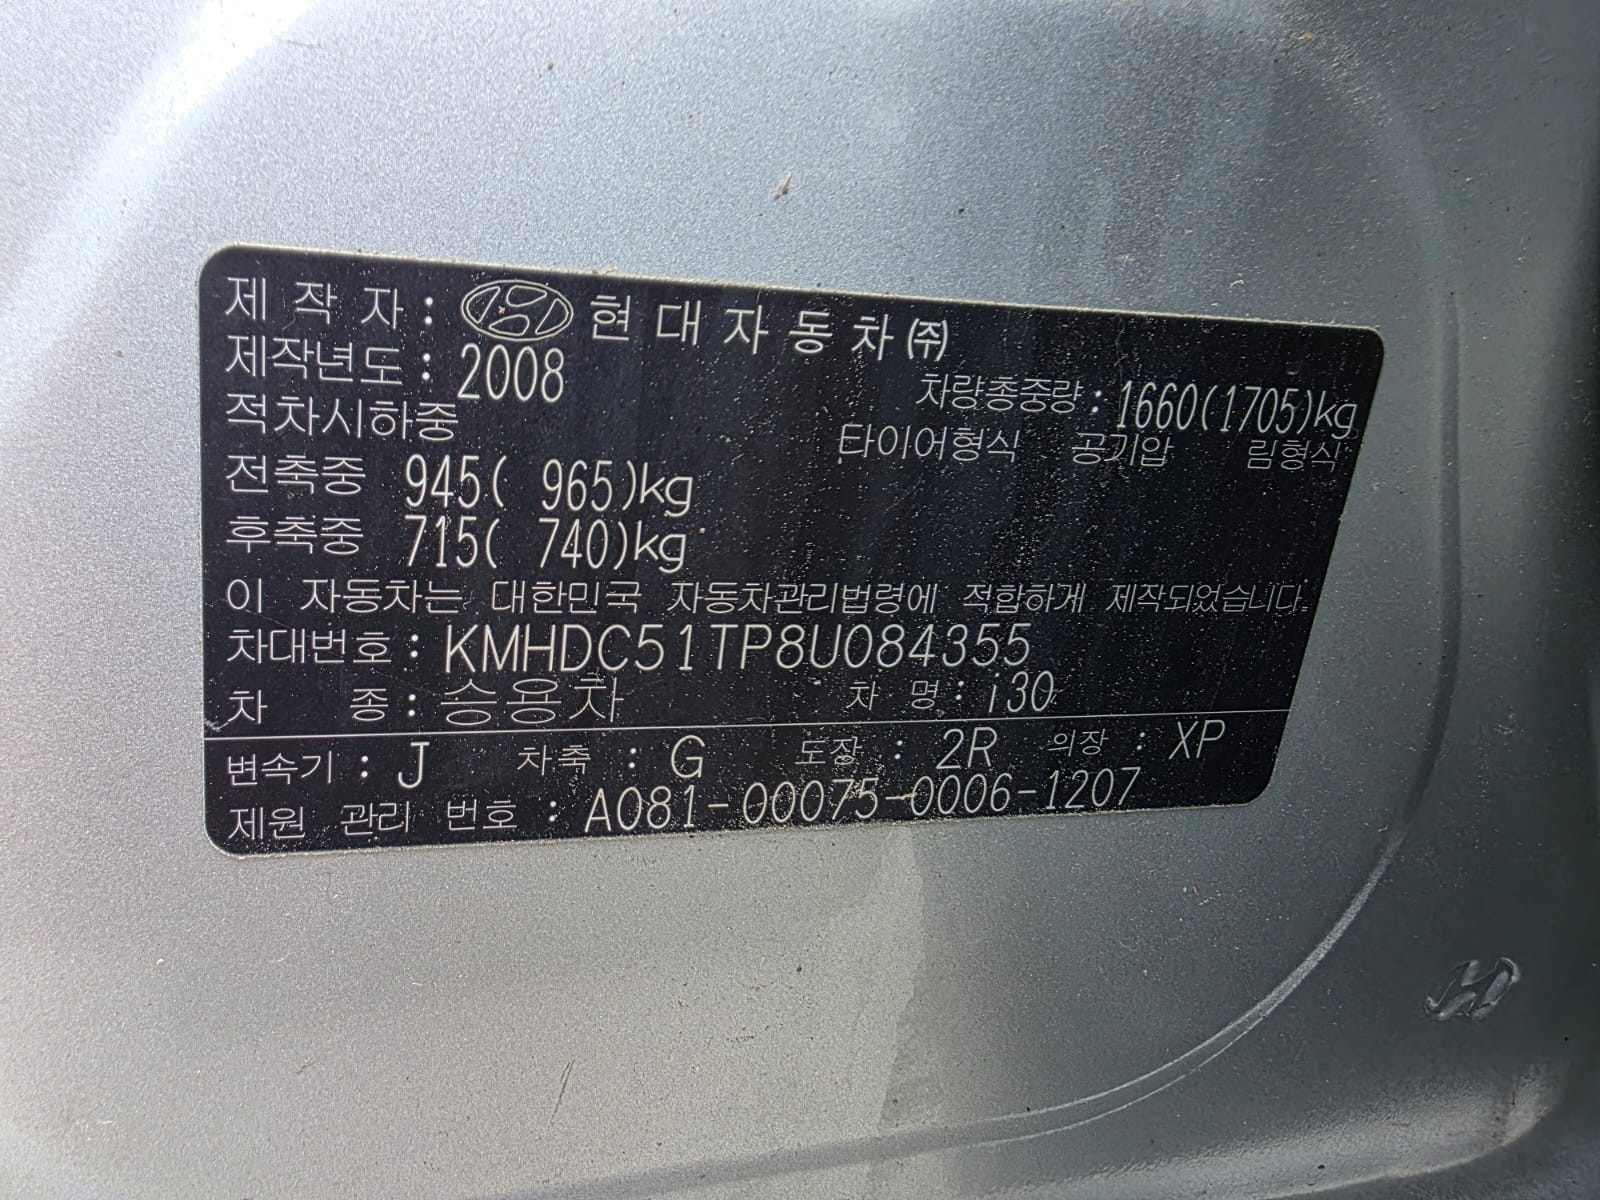 제 작 자 : 현 대 자 동 차 ㈜
제작년도 : 2008
차량총중량 : 1660(1705)kg
적차시하중
타이어형식 공기압 림형식
전축중 945( 965)kg
후축중 715( 740)kg
이 자동차는 대한민국 자동차관리법령에 적합하게 제작되었습니다.
차대번호 : KMHDC51TP8U084355
차 종 : 승용차 차 명 : i30
변속기 : J 차축 : G 도장 : 2R 의장 : XP
제원 관리 번호 : A081-00075-0006-1207